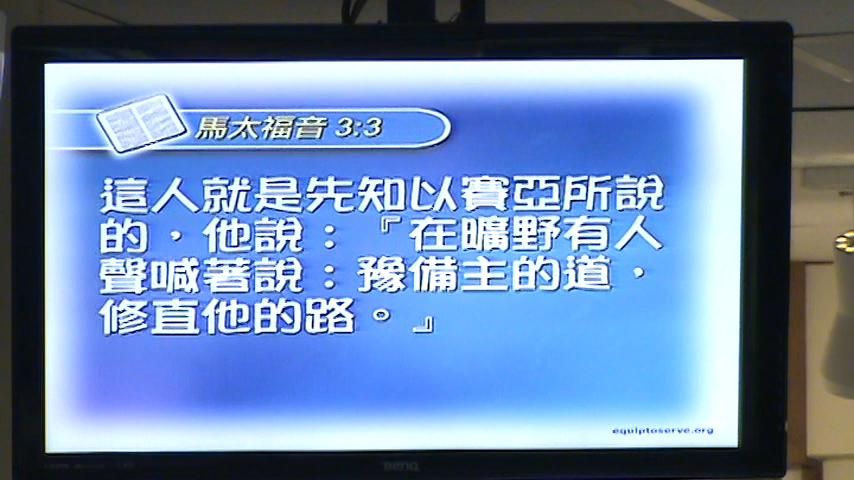 馬太福音 3:3
這人就是先知以賽亞所說
的，他說：『在曠野有人
聲喊著說：豫備主的道，
修直他的路。』
equiptoserve.org
BenQ